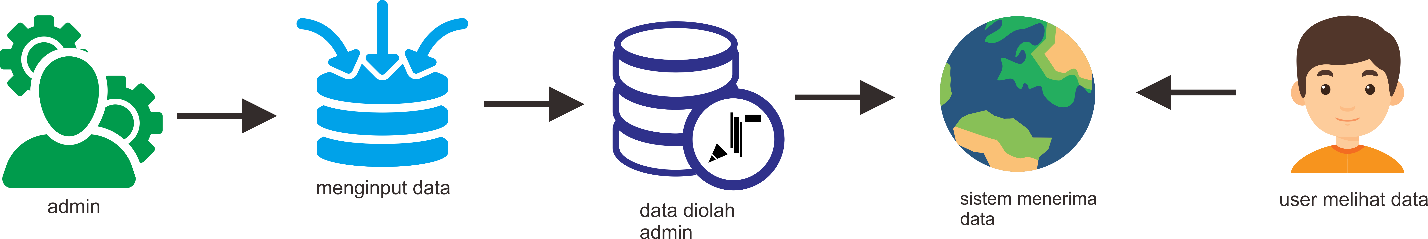 admin
menginput data
data diolah
admin
sistem menerima
data
user melihat data